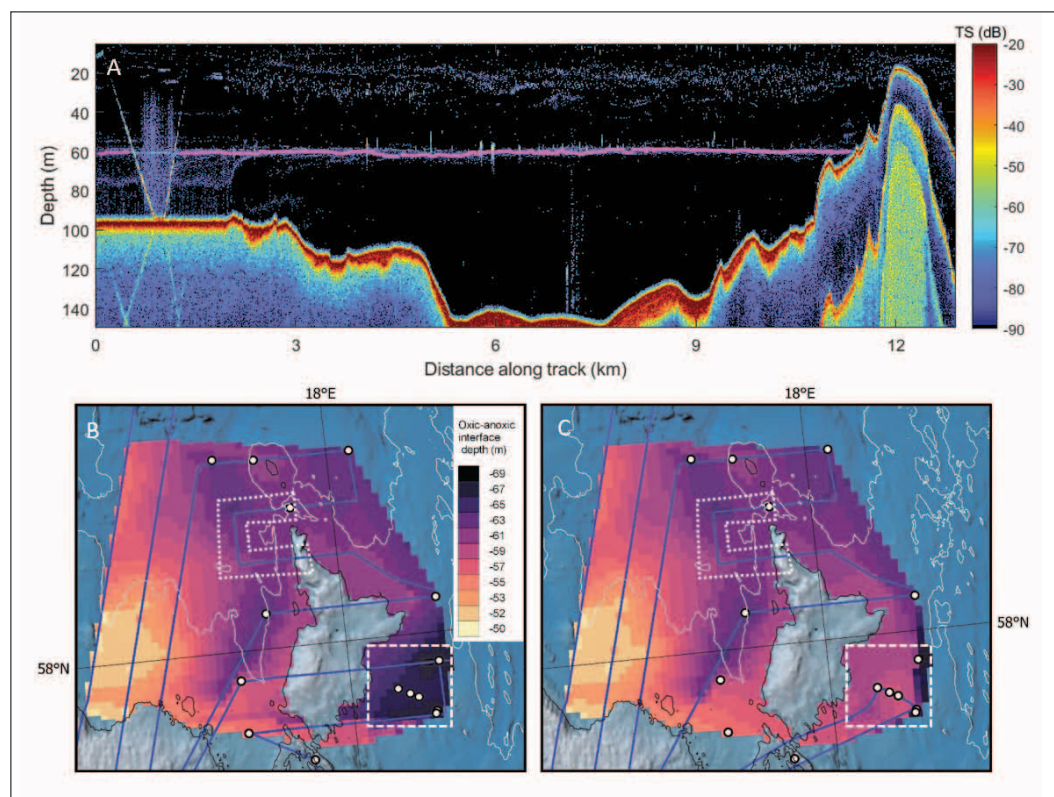 TS (dB)
A
20
40
60
80
100
120
140
Depth (m)
-20
-30
-40
-50
-60
-70
-80
-90
0
3
6
9
12
Distance along track (km)
18°E
18°E
B
Oxic-anoxic
interface
depth (m)
-69
-67
-65
-63
-61
-59
-57
-55
-53
-52
-50
C
58°N
58°N